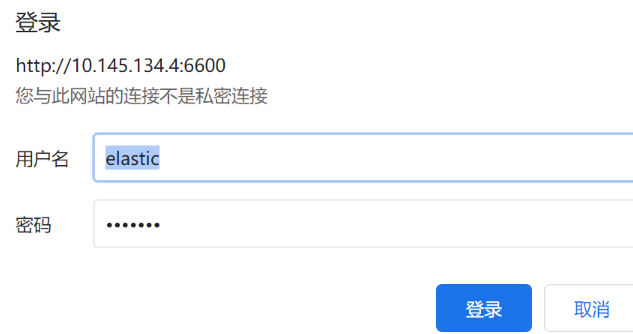 登录
http://10.145.134.4:6600
您与此网站的连接不是私密连接
用户名 elastic
密码 •••••••
登录 取消